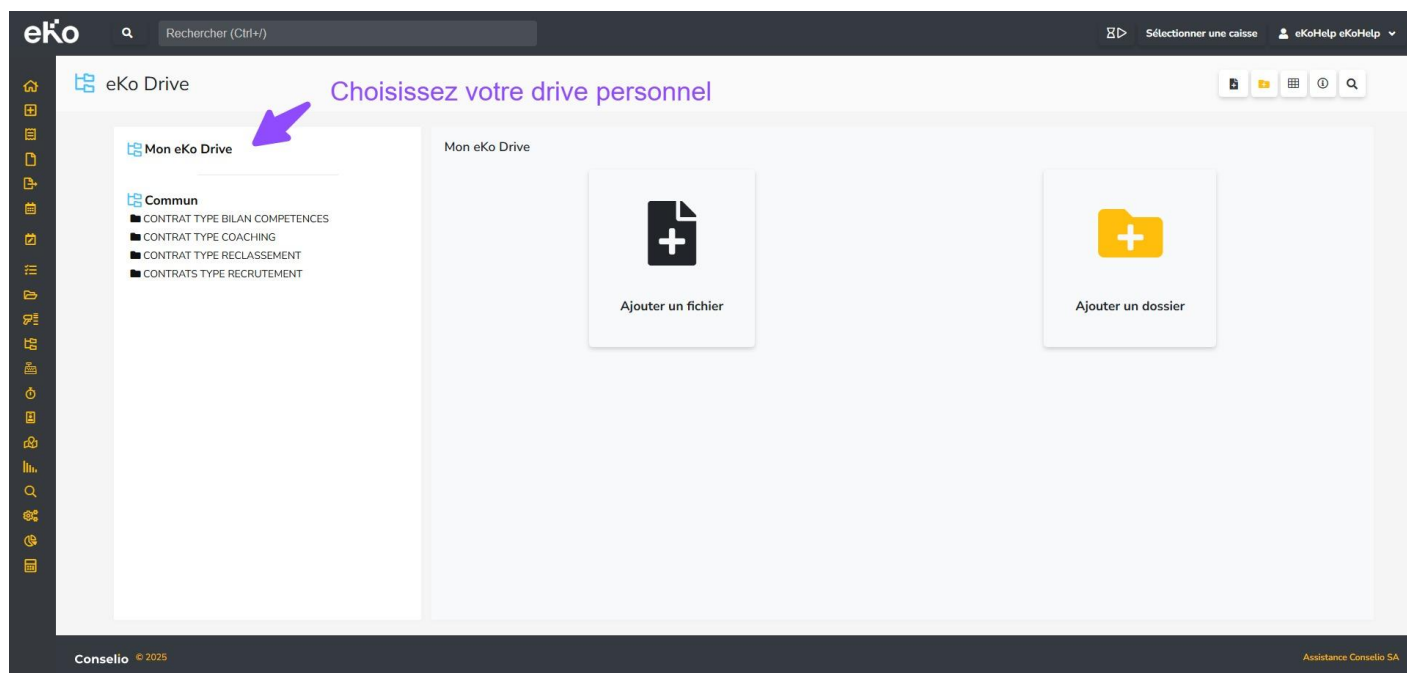 eKo
Rechercher (Ctrl+/)
Sélectionner une caisse
eKoHelp eKoHelp
eKo Drive
Choisissez votre drive personnel
Mon eKo Drive
Commun
CONTRAT TYPE BILAN COMPETENCES
CONTRAT TYPE COACHING
CONTRAT TYPE RECLASSEMENT
CONTRATS TYPE RECRUTEMENT
Mon eKo Drive
Ajouter un fichier
Ajouter un dossier
Conselio © 2025
Assistance Conselio SA